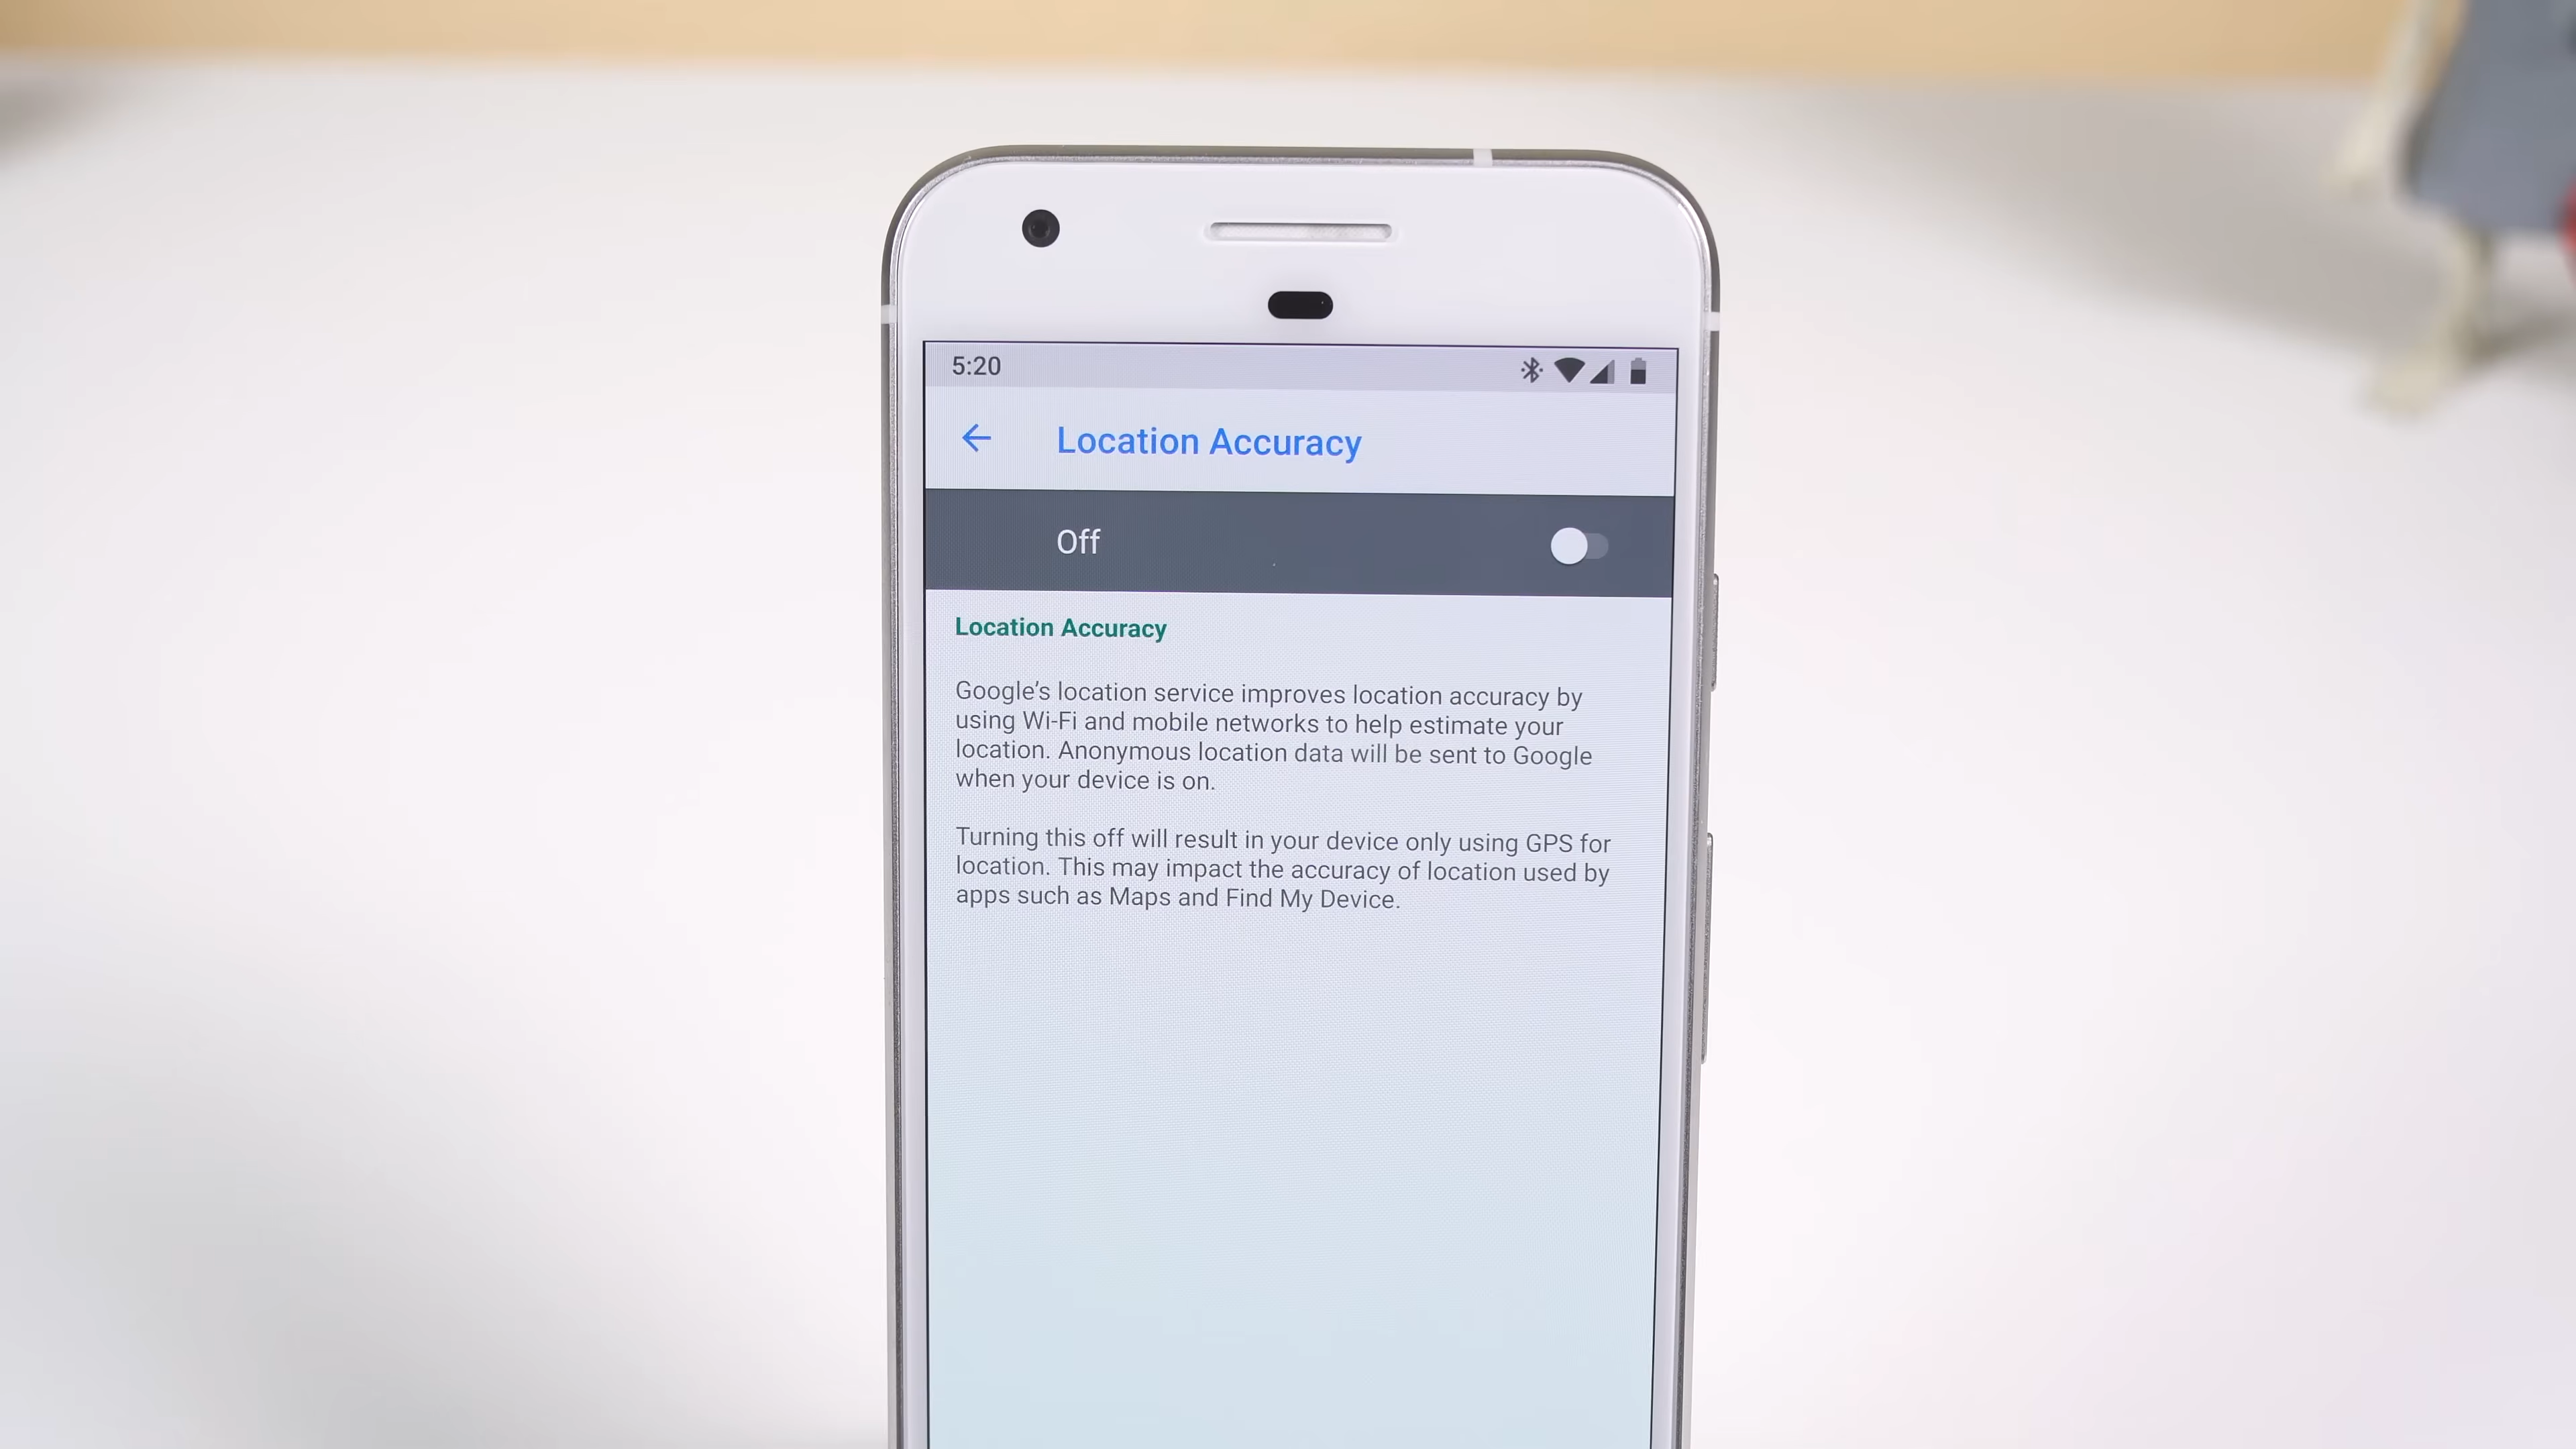 5:20
Location Accuracy
Off
Location Accuracy
Google's location service improves location accuracy by
using Wi-Fi and mobile networks to help estimate your
location. Anonymous location data will be sent to Google
when your device is on.
Turning this off will result in your device only using GPS for
location. This may impact the accuracy of location used by
apps such as Maps and Find My Device.